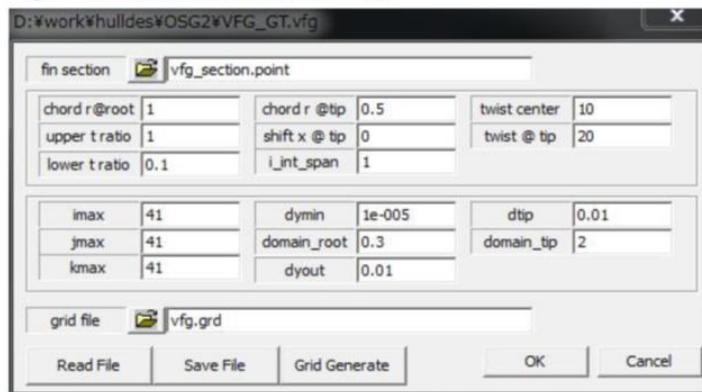 D:¥work¥hulldes¥OSG2¥VFG_GT.vfg
x
fin section vfg_section.point
chord r@root 1 chord r @tip 0.5 twist center 10
upper t ratio 1 shift x @ tip 0 twist @ tip 20
lower t ratio 0.1 i_int_span 1
imax 41 dymin 1e-005 dtip 0.01
jmax 41 domain_root 0.3 domain_tip 2
kmax 41 dyout 0.01
grid file vfg.grd
Read File Save File Grid Generate OK Cancel